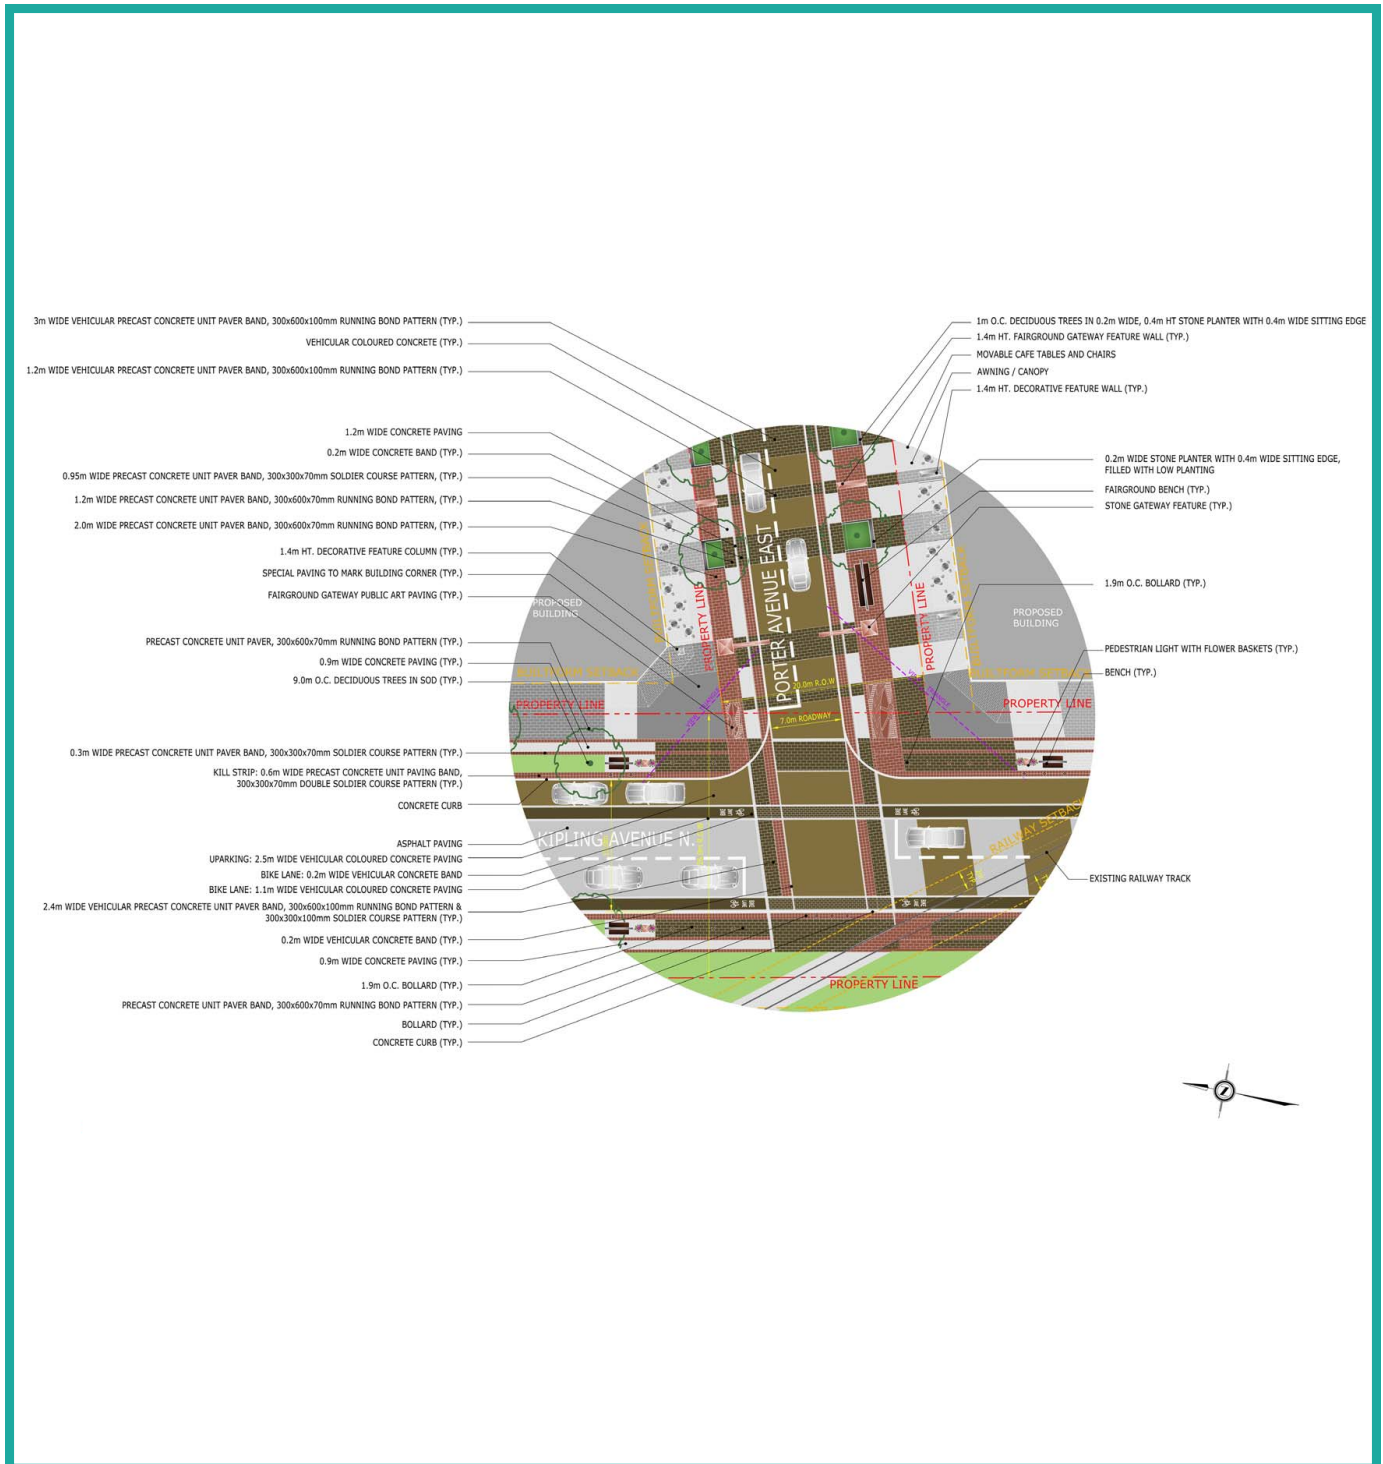 3m WIDE VEHICULAR PRECAST CONCRETE UNIT PAVER BAND, 300x600x100mm RUNNING BOND PATTERN (TYP.)
VEHICULAR COLOURED CONCRETE (TYP.)
1.2m WIDE VEHICULAR PRECAST CONCRETE UNIT PAVER BAND, 300x600x100mm RUNNING BOND PATTERN (TYP.)
1.2m WIDE CONCRETE PAVING
0.2m WIDE CONCRETE BAND (TYP.)
0.95m WIDE PRECAST CONCRETE UNIT PAVER BAND, 300x300x70mm SOLDIER COURSE PATTERN, (TYP.)
1.2m WIDE PRECAST CONCRETE UNIT PAVER BAND, 300x600x70mm RUNNING BOND PATTERN, (TYP.)
2.0m WIDE PRECAST CONCRETE UNIT PAVER BAND, 300x600x70mm RUNNING BOND PATTERN, (TYP.)
1.4m HT. DECORATIVE FEATURE COLUMN (TYP.)
SPECIAL PAVING TO MARK BUILDING CORNER (TYP.)
FAIRGROUND GATEWAY PUBLIC ART PAVING (TYP.)
PRECAST CONCRETE UNIT PAVER, 300x600x70mm RUNNING BOND PATTERN (TYP.)
0.9m WIDE CONCRETE PAVING (TYP.)
9.0m O.C. DECIDUOUS TREES IN SOD (TYP.)
0.3m WIDE PRECAST CONCRETE UNIT PAVER BAND, 300x300x70mm SOLDIER COURSE PATTERN (TYP.)
KILL STRIP: 0.6m WIDE PRECAST CONCRETE UNIT PAVING BAND,
300x300x70mm DOUBLE SOLDIER COURSE PATTERN (TYP.)
CONCRETE CURB
ASPHALT PAVING
UPARKING: 2.5m WIDE VEHICULAR COLOURED CONCRETE PAVING
BIKE LANE: 0.2m WIDE VEHICULAR CONCRETE BAND
BIKE LANE: 1.1m WIDE VEHICULAR COLOURED CONCRETE PAVING
2.4m WIDE VEHICULAR PRECAST CONCRETE UNIT PAVER BAND, 300x600x100mm RUNNING BOND PATTERN &
300x300x100mm SOLDIER COURSE PATTERN (TYP.)
0.2m WIDE VEHICULAR CONCRETE BAND (TYP.)
0.9m WIDE CONCRETE PAVING (TYP.)
1.9m O.C. BOLLARD (TYP.)
PRECAST CONCRETE UNIT PAVER BAND, 300x600x70mm RUNNING BOND PATTERN (TYP.)
BOLLARD (TYP.)
CONCRETE CURB (TYP.)
1m O.C. DECIDUOUS TREES IN 0.2m WIDE, 0.4m HT STONE PLANTER WITH 0.4m WIDE SITTING EDGE
1.4m HT. FAIRGROUND GATEWAY FEATURE WALL (TYP.)
MOVABLE CAFE TABLES AND CHAIRS
AWNING / CANOPY
1.4m HT. DECORATIVE FEATURE WALL (TYP.)
0.2m WIDE STONE PLANTER WITH 0.4m WIDE SITTING EDGE,
FILLED WITH LOW PLANTING
FAIRGROUND BENCH (TYP.)
STONE GATEWAY FEATURE (TYP.)
1.9m O.C. BOLLARD (TYP.)
PEDESTRIAN LIGHT WITH FLOWER BASKETS (TYP.)
BENCH (TYP.)
EXISTING RAILWAY TRACK
PROPOSED
BUILDING
PROPOSED
BUILDING
PORTER AVENUE EAST
PROPERTY LINE
PROPERTY LINE
PROPERTY LINE
PROPERTY LINE
20.0m R.O.W
7.0m ROADWAY
KIPLING AVENUE N.
RAILWAY SETBACK
PROPERTY LINE